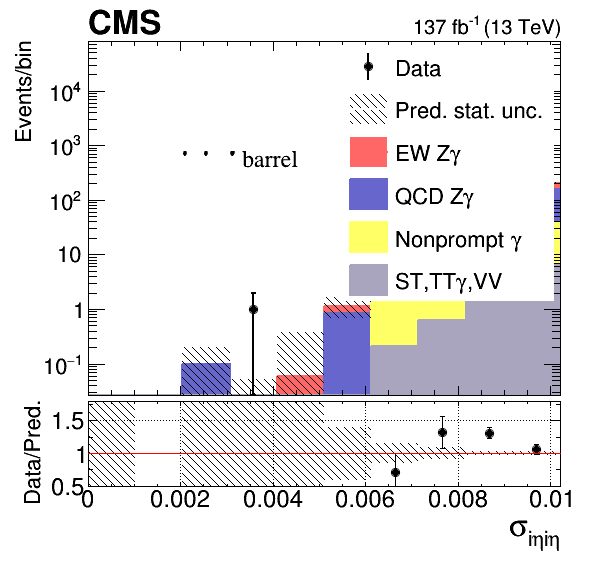 CMS 137 fb⁻¹ (13 TeV)
Events/bin
10⁴
10³
10²
10
1
10⁻¹
Data
Pred. stat. unc.
EW Zγ
QCD Zγ
Nonprompt γ
ST,TTγ,VV
barrel
Data/Pred.
1.5
1
0.5
0 0.002 0.004 0.006 0.008 0.01
σiηiη